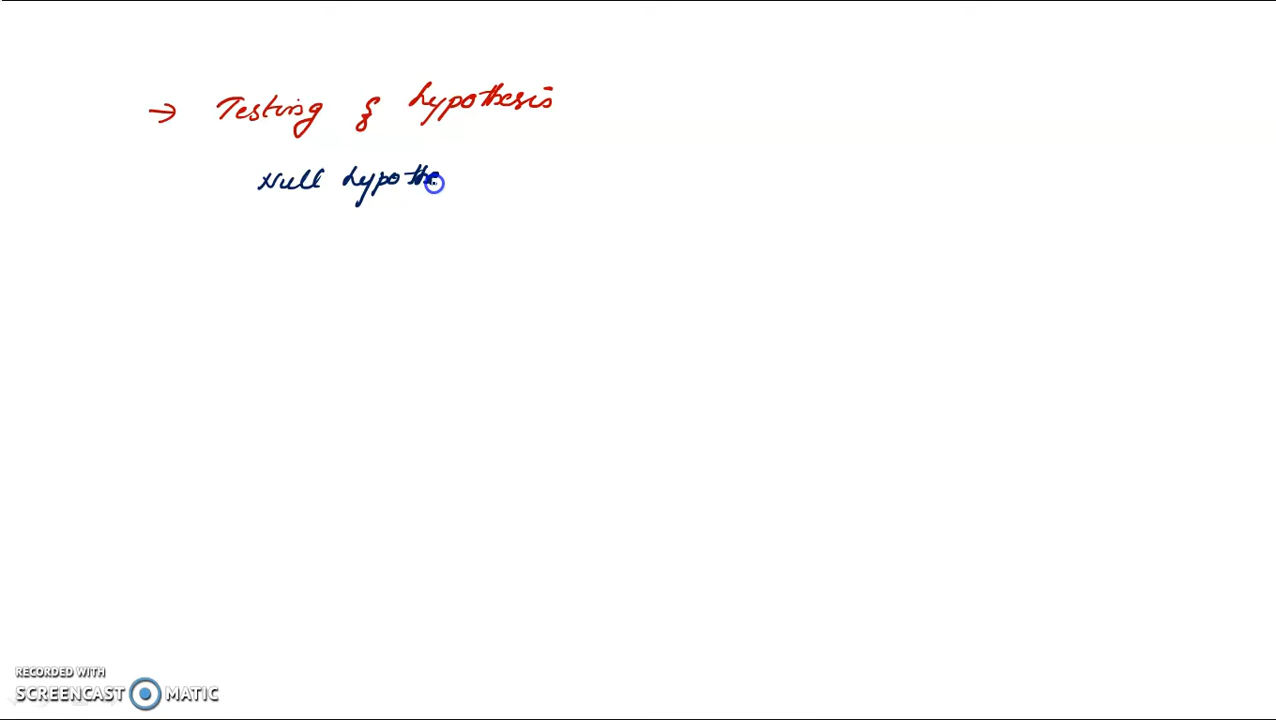 → Testing of hypothesis
Null hypothe
RECORDED WITH
SCREENCAST MATIC